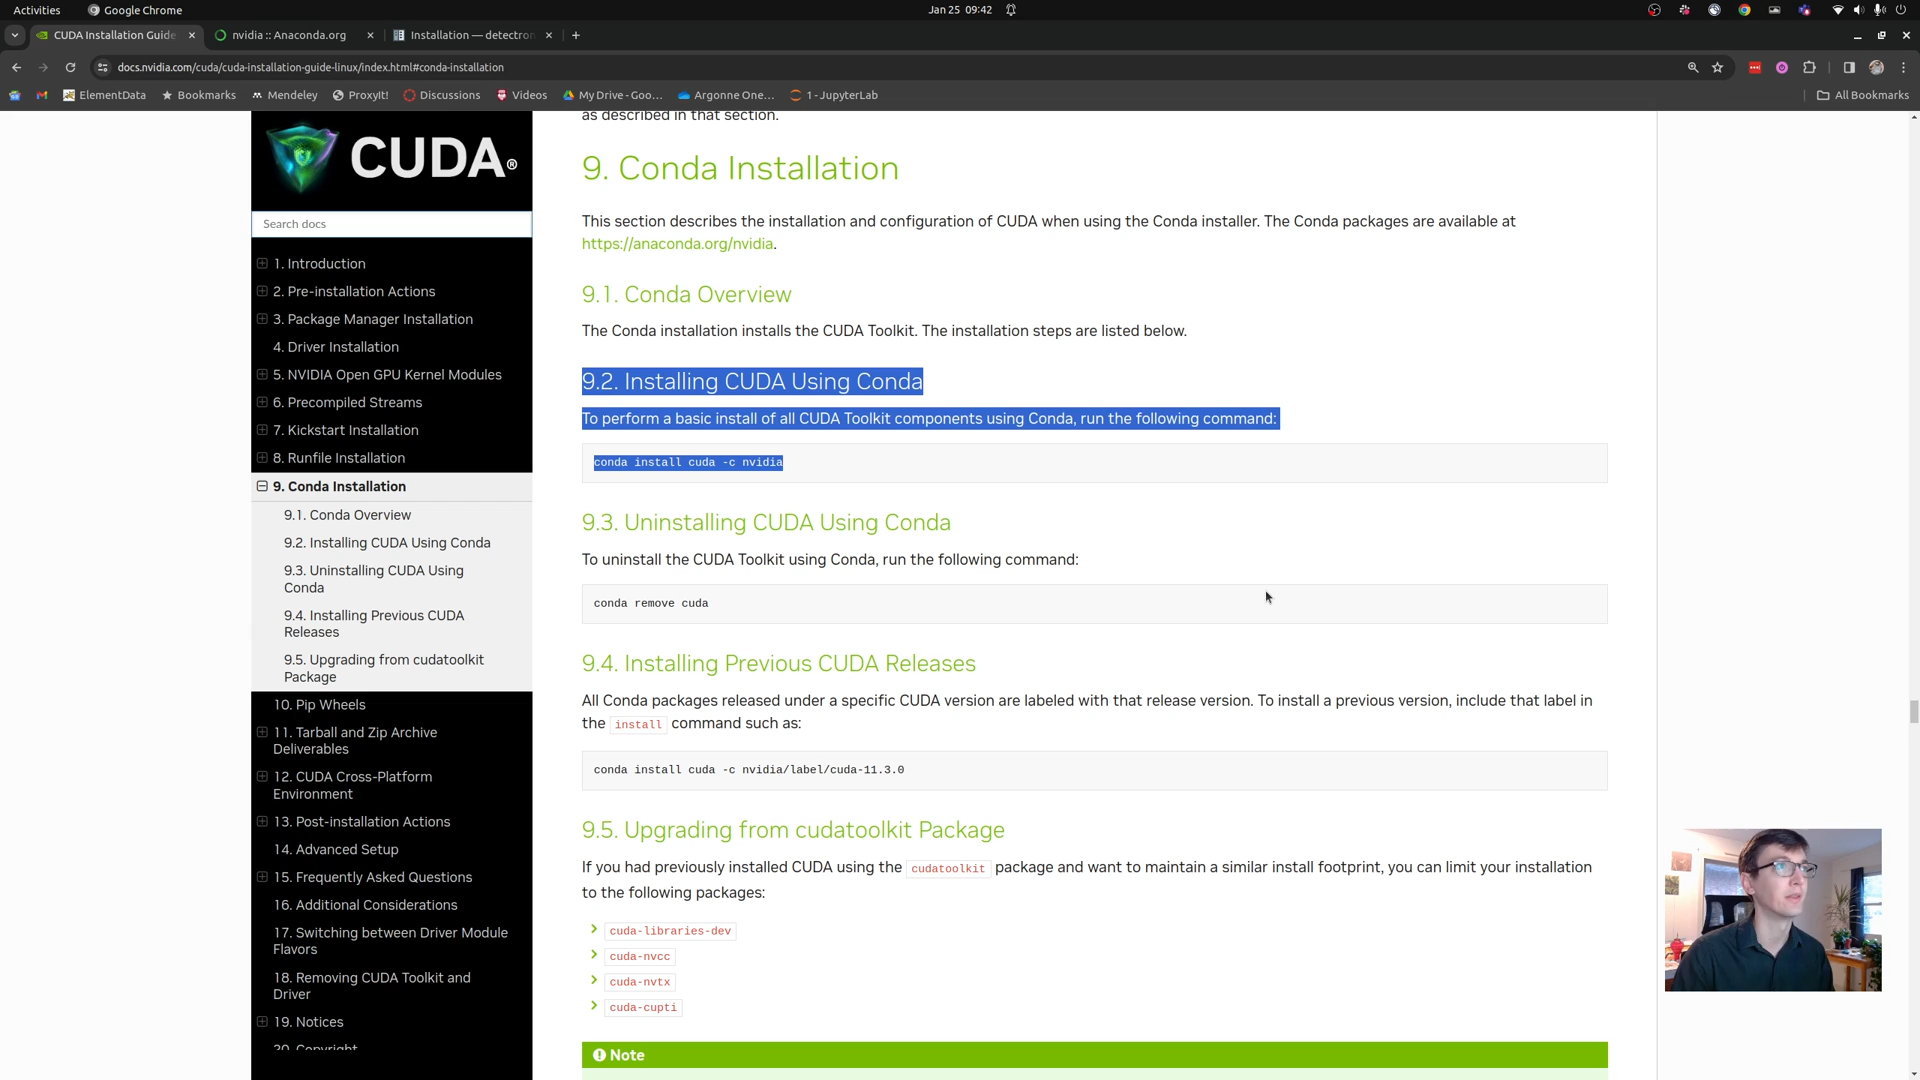 Activities
Google Chrome
Jan 25 09:42
CUDA Installation Guide
nvidia :: Anaconda.org
Installation — detectron
docs.nvidia.com/cuda/cuda-installation-guide-linux/index.html#conda-installation
ElementData
Bookmarks
Mendeley
ProxyIt!
Discussions
Videos
My Drive - Goo...
Argonne One...
1 - JupyterLab
All Bookmarks
CUDA®
Search docs
1. Introduction
2. Pre-installation Actions
3. Package Manager Installation
4. Driver Installation
5. NVIDIA Open GPU Kernel Modules
6. Precompiled Streams
7. Kickstart Installation
8. Runfile Installation
9. Conda Installation
9.1. Conda Overview
9.2. Installing CUDA Using Conda
9.3. Uninstalling CUDA Using
Conda
9.4. Installing Previous CUDA
Releases
9.5. Upgrading from cudatoolkit
Package
10. Pip Wheels
11. Tarball and Zip Archive
Deliverables
12. CUDA Cross-Platform
Environment
13. Post-installation Actions
14. Advanced Setup
15. Frequently Asked Questions
16. Additional Considerations
17. Switching between Driver Module
Flavors
18. Removing CUDA Toolkit and
Driver
19. Notices
20. Copyright
as described in that section.
9. Conda Installation
This section describes the installation and configuration of CUDA when using the Conda installer. The Conda packages are available at
https://anaconda.org/nvidia.
9.1. Conda Overview
The Conda installation installs the CUDA Toolkit. The installation steps are listed below.
9.2. Installing CUDA Using Conda
To perform a basic install of all CUDA Toolkit components using Conda, run the following command:
conda install cuda -c nvidia
9.3. Uninstalling CUDA Using Conda
To uninstall the CUDA Toolkit using Conda, run the following command:
conda remove cuda
9.4. Installing Previous CUDA Releases
All Conda packages released under a specific CUDA version are labeled with that release version. To install a previous version, include that label in
the install command such as:
conda install cuda -c nvidia/label/cuda-11.3.0
9.5. Upgrading from cudatoolkit Package
If you had previously installed CUDA using the cudatoolkit package and want to maintain a similar install footprint, you can limit your installation
to the following packages:
cuda-libraries-dev
cuda-nvcc
cuda-nvtx
cuda-cupti
Note